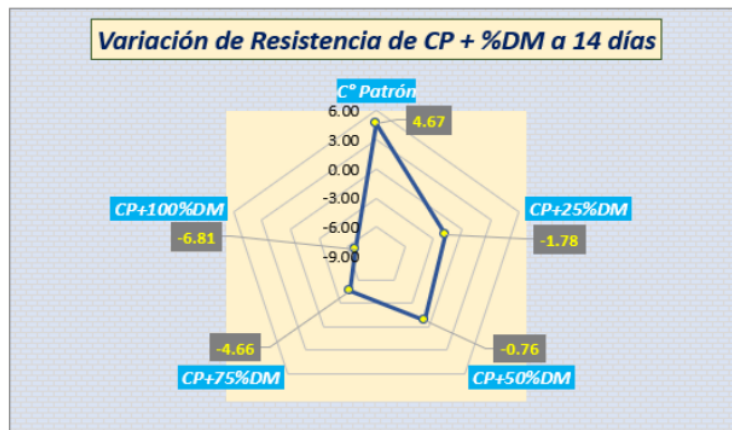 Variación de Resistencia de CP + %DM a 14 días
C° Patrón
6.00
4.67
3.00
0.00
CP+100%DM
CP+25%DM
-3.00
-6.81
-1.78
-6.00
-9.00
-4.66
-0.76
CP+75%DM
CP+50%DM